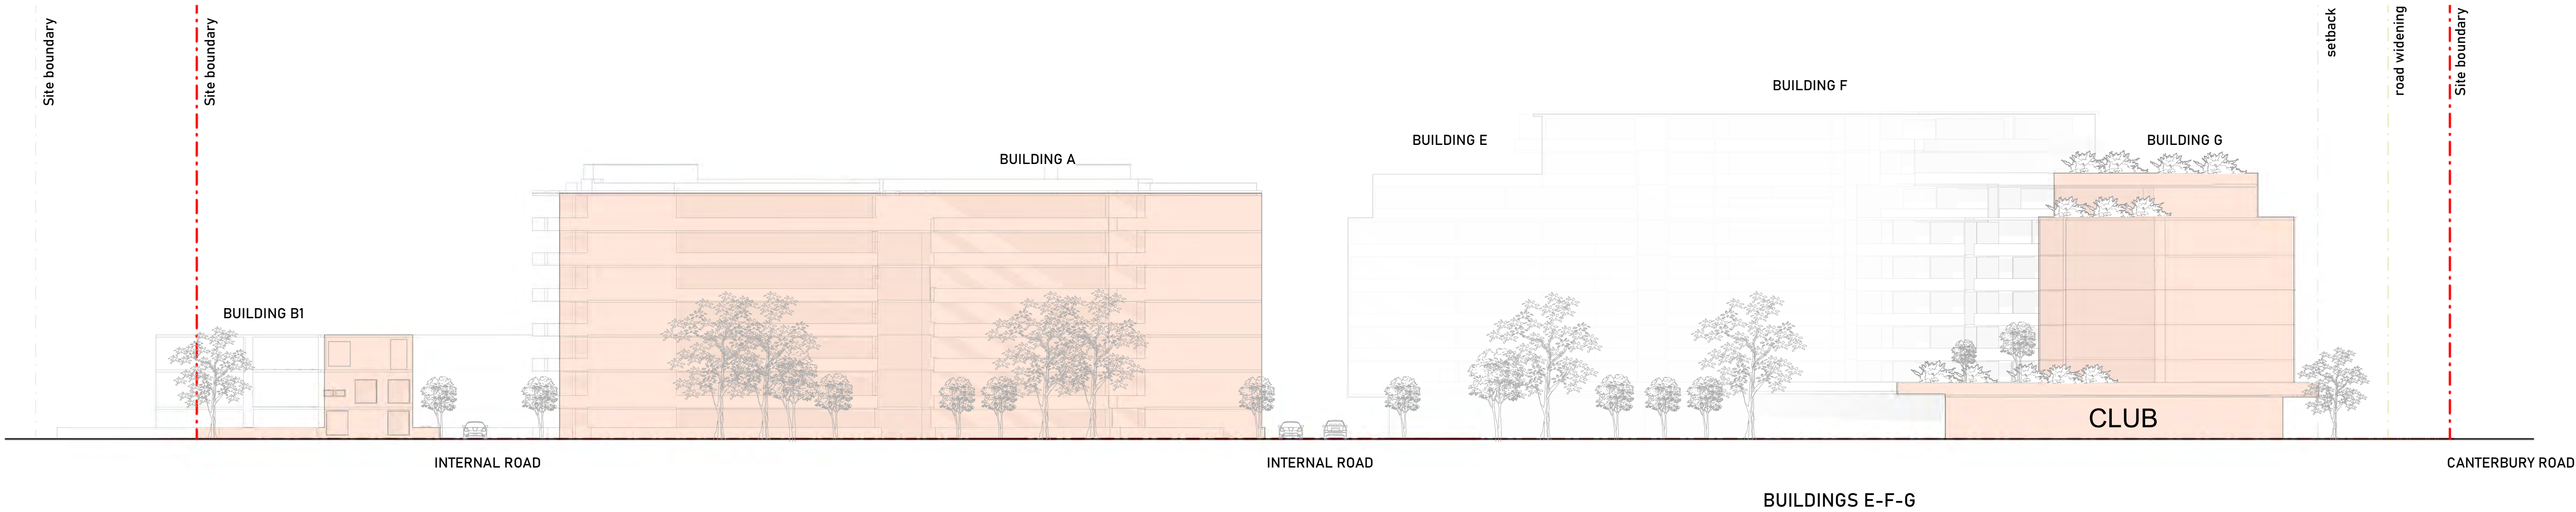 Site boundary
Site boundary
setback
road widening
Site boundary
BUILDING F
BUILDING E
BUILDING G
BUILDING A
BUILDING B1
CLUB
INTERNAL ROAD
INTERNAL ROAD
CANTERBURY ROAD
BUILDINGS E-F-G